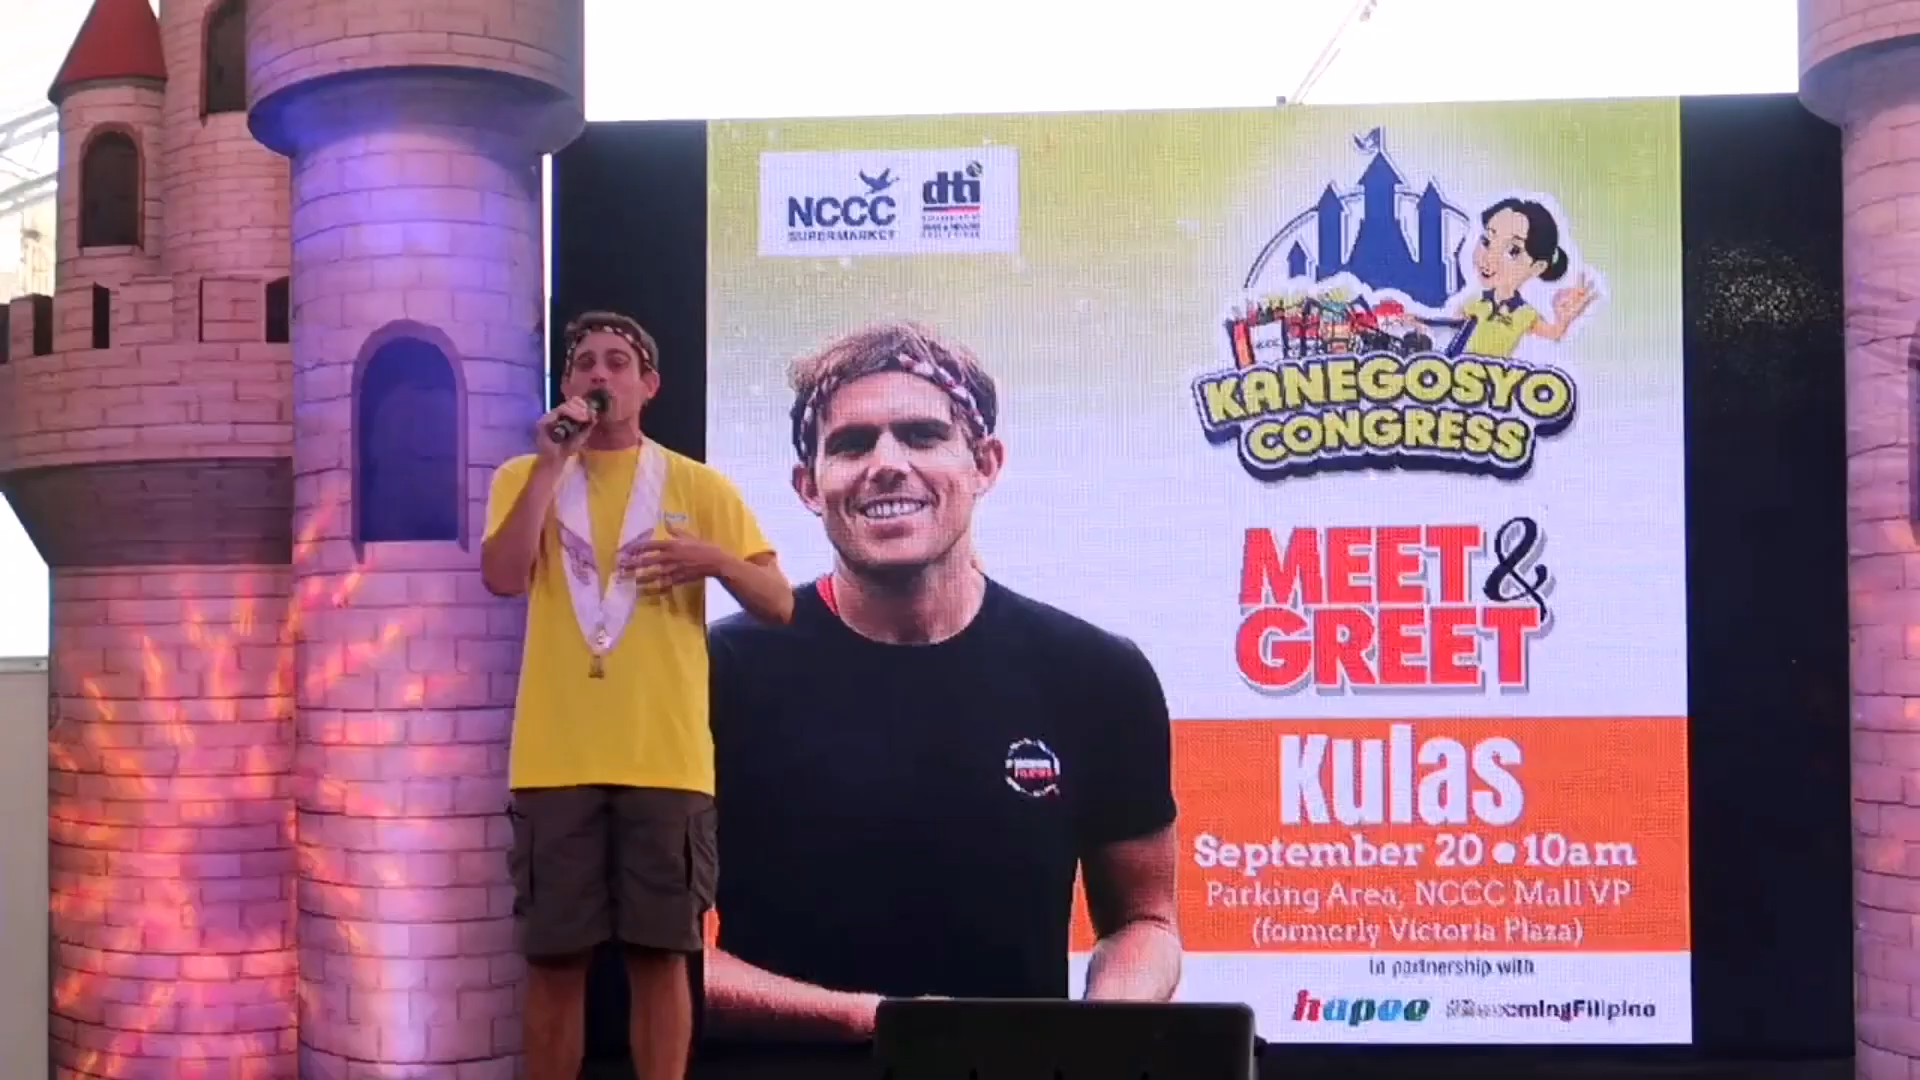 NCCC
SUPERMARKET
dti
KANEGOSYO
CONGRESS
MEET &
GREET
Kulas
September 20 • 10am
Parking Area, NCCC Mall VP
(formerly Victoria Plaza)
In partnership with
hapee #BecomingFilipino